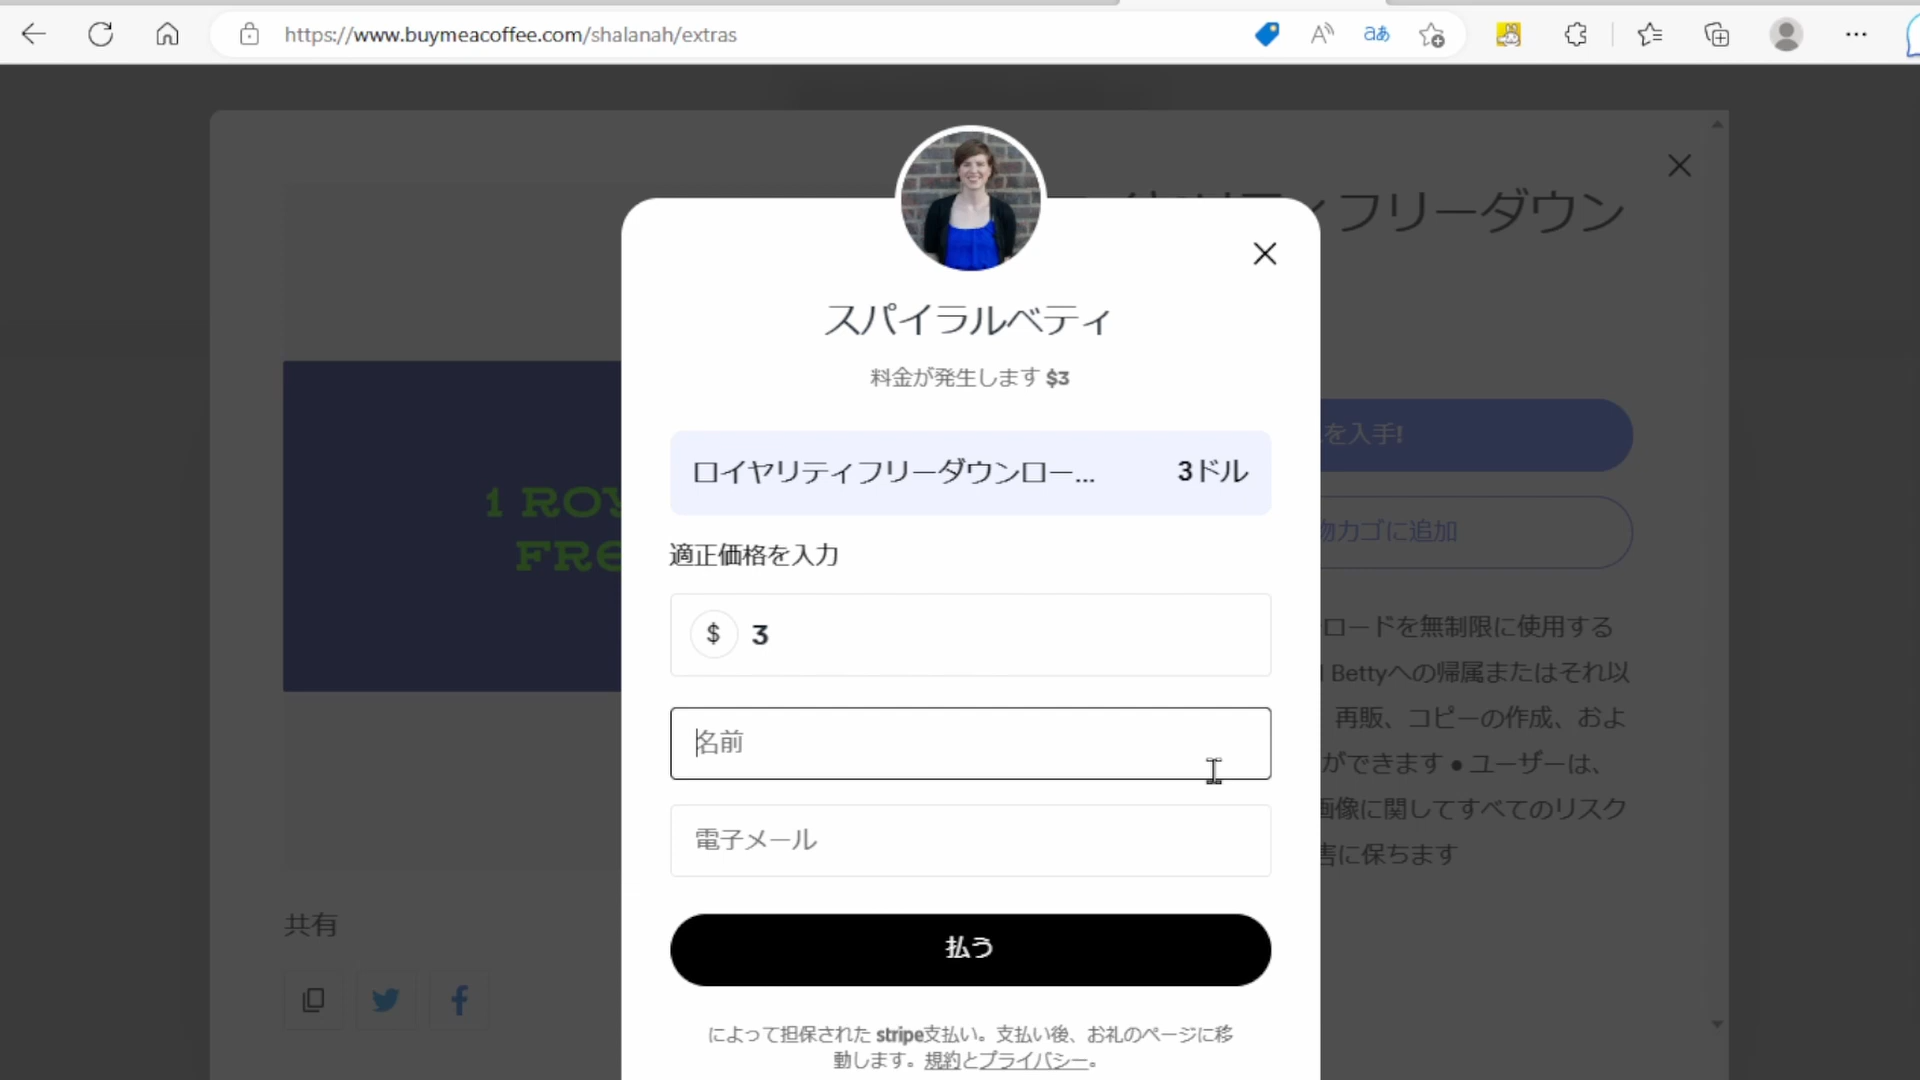 https://www.buymeacoffee.com/shalanah/extras
aあ
フリーダウン
スパイラルベティ
料金が発生します $3
を入手!
ロイヤリティフリーダウンロー...
3ドル
1 ROY
FRE
カゴに追加
適正価格を入力
$ 3
ロードを無制限に使用する
Bettyへの帰属またはそれ以
再販、コピーの作成、およ
名前
ができます ● ユーザーは、
画像に関してすべてのリスク
電子メール
害に保ちます
共有
払う
によって担保された stripe支払い。支払い後、お礼のページに移
動します。規約とプライバシー。